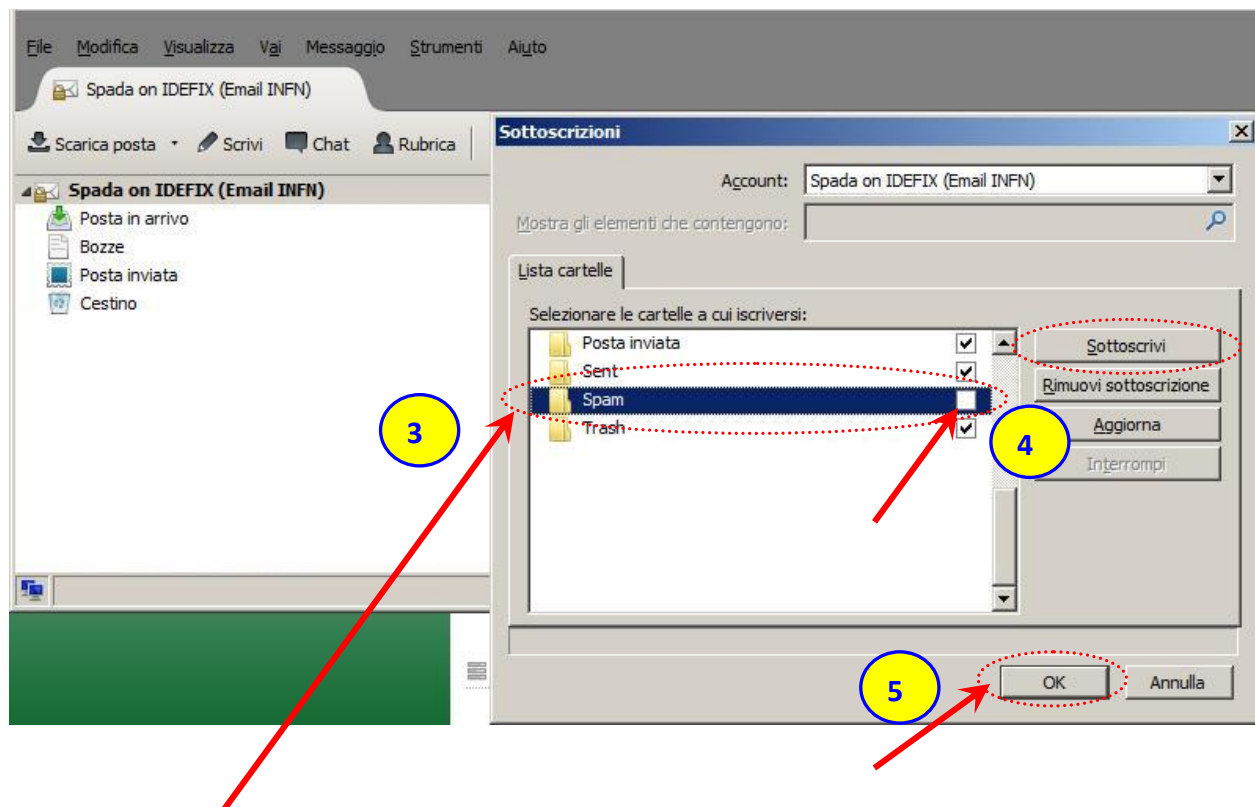 File Modifica Visualizza Vai Messaggio Strumenti Aiuto
Spada on IDEFIX (Email INFN)
Scarica posta Scrivi Chat Rubrica
Spada on IDEFIX (Email INFN)
Posta in arrivo
Bozze
Posta inviata
Cestino
Sottoscrizioni
Account: Spada on IDEFIX (Email INFN)
Mostra gli elementi che contengono:
Lista cartelle
Selezionare le cartelle a cui iscriversi:
Posta inviata
Sent
Spam
Trash
Sottoscrivi
Rimuovi sottoscrizione
Aggiorna
Interrompi
3
4
5
OK Annulla